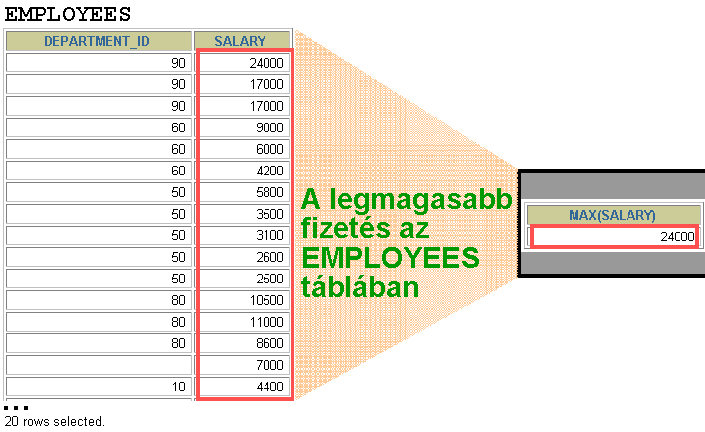 EMPLOYEES
DEPARTMENT_ID SALARY
90 24000
90 17000
90 17000
60 9000
60 6000
60 4200
50 5800
50 3500
50 3100
50 2600
50 2500
80 10500
80 11000
80 8600
7000
10 4400
...
20 rows selected.
A legmagasabb
fizetés az
EMPLOYEES
táblában
MAX(SALARY)
24000